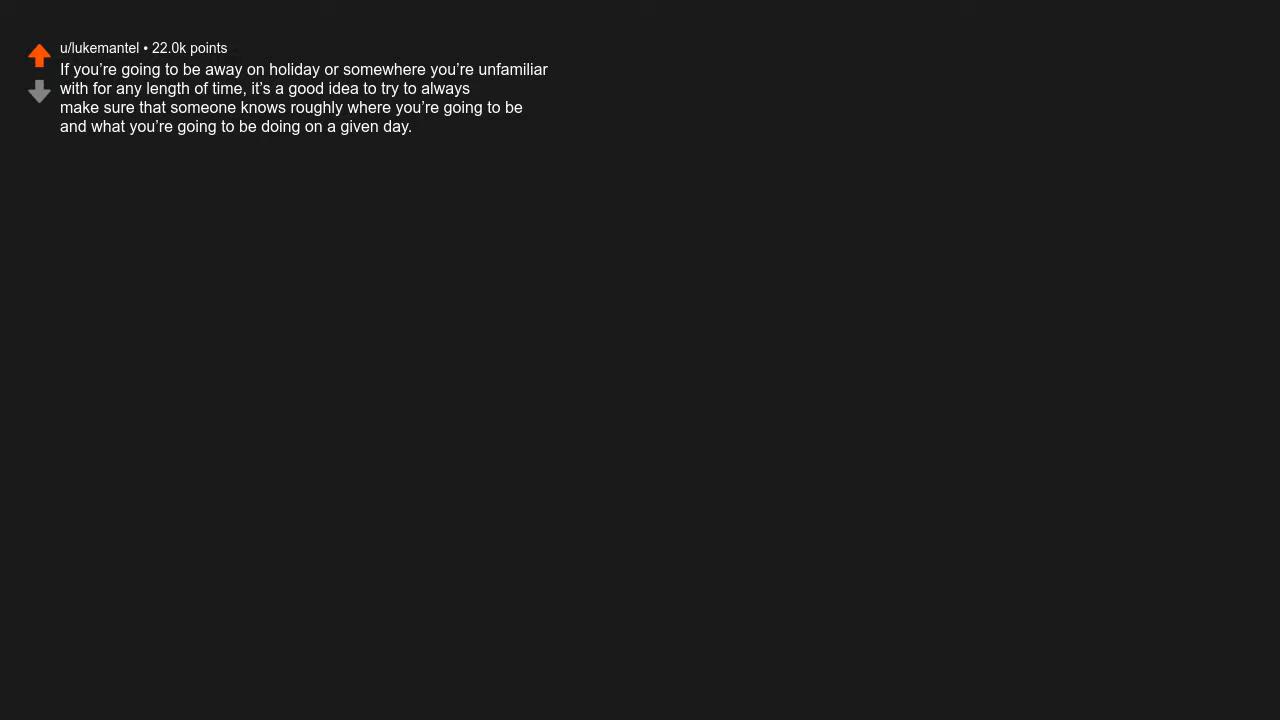 u/lukemantel • 22.0k points
If you’re going to be away on holiday or somewhere you’re unfamiliar
with for any length of time, it’s a good idea to try to always
make sure that someone knows roughly where you’re going to be
and what you’re going to be doing on a given day.